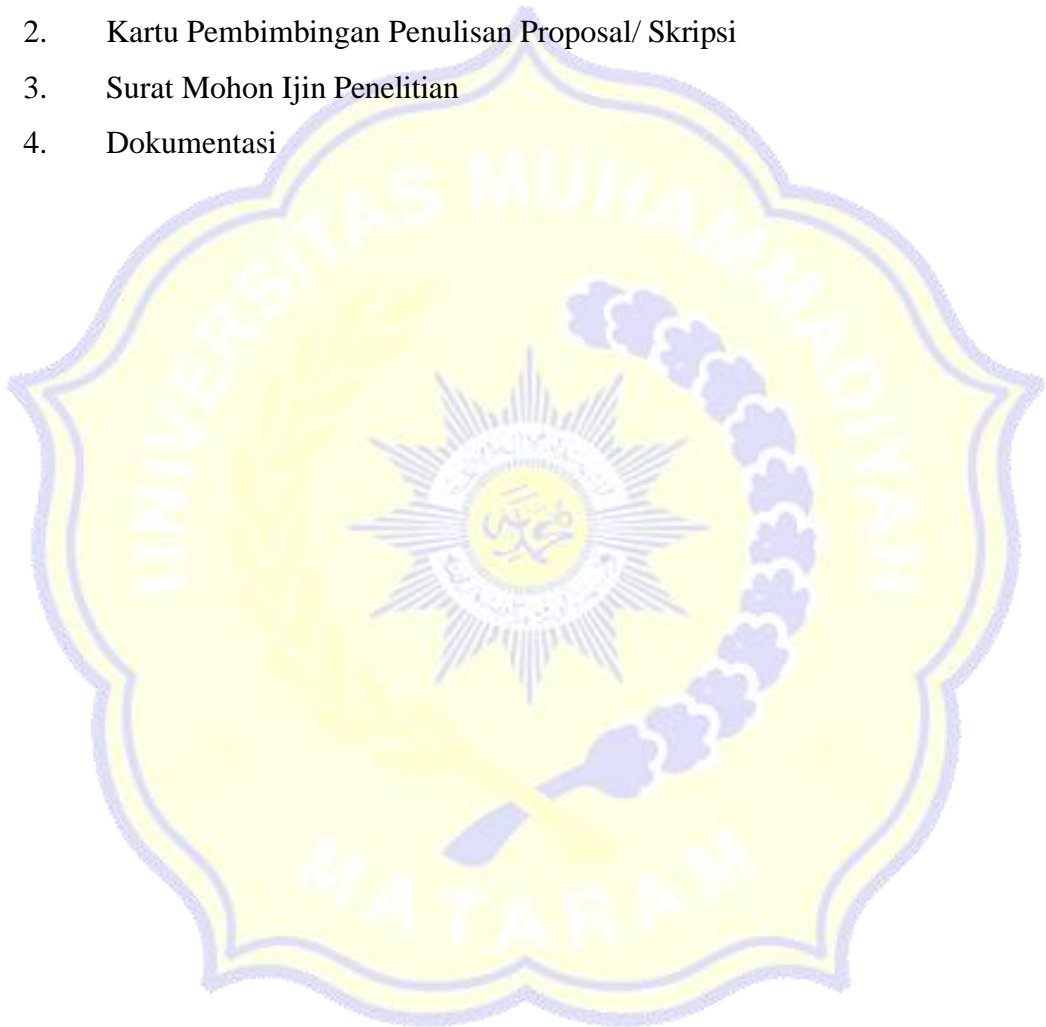 2. Kartu Pembimbingan Penulisan Proposal/ Skripsi
3. Surat Mohon Ijin Penelitian
4. Dokumentasi
UNIVERSITAS MUHAMMADIYAH
MATARAM